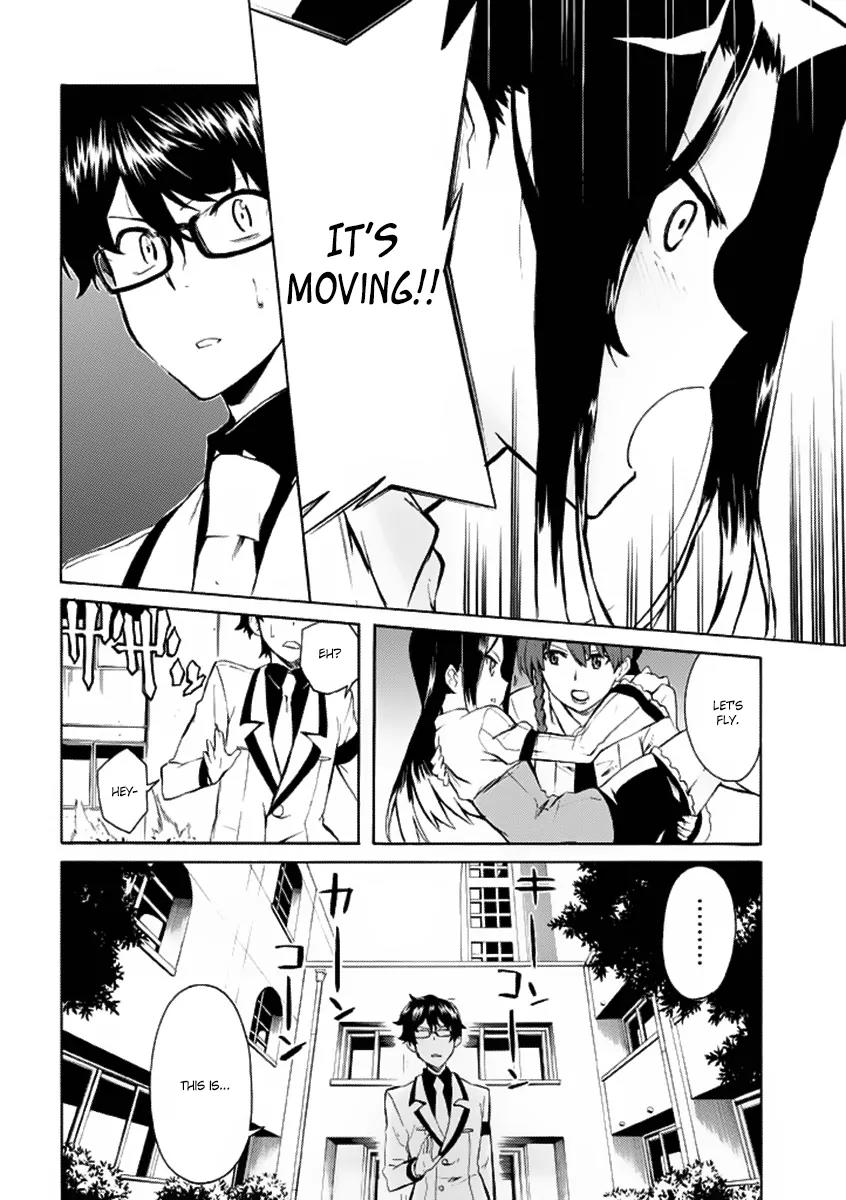 IT'S
MOVING!!
LET'S
FLY.
EH?
HEY-
ザザッ
キーン
コーン
カーン
コーン
.........
THIS IS...